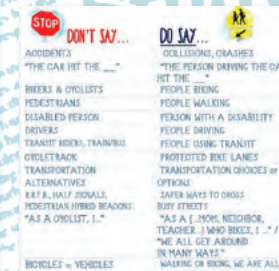 STOP
DON'T SAY... DO SAY...
ACCIDENTS COLLISIONS, CRASHES
"THE CAR HIT THE ___" "THE PERSON DRIVING THE CA
HIT THE ___"
BIKERS & CYCLISTS PEOPLE BIKING
PEDESTRIANS PEOPLE WALKING
DISABLED PERSON PERSON WITH A DISABILITY
DRIVERS PEOPLE DRIVING
TRANSIT RIDERS, TRAIN/BUS PEOPLE USING TRANSIT
CYCLETRACK PROTECTED BIKE LANES
TRANSPORTATION TRANSPORTATION CHOICES or
ALTERNATIVES OPTIONS
RRFB, HALF SIGNALS, SAFER WAYS TO CROSS
PEDESTRIAN HYBRID BEACONS BUSY STREETS
"AS A CYCLIST, I..." "AS A [...MOM, NEIGHBOR,
TEACHER...] WHO BIKES, I ..." /
"WE ALL GET AROUND
IN MANY WAYS"
BICYCLES = VEHICLES WALKING OR BIKING, WE ARE ALL